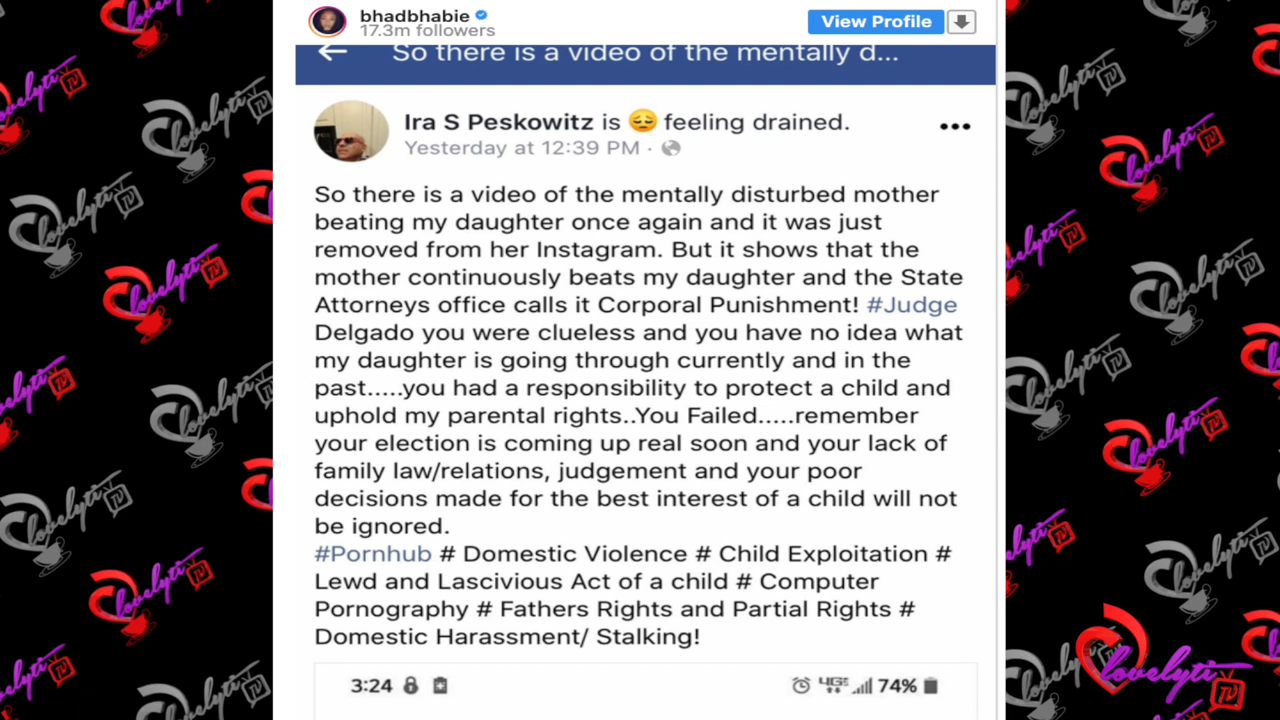 bhadbhabie
17.3m followers
View Profile
So there is a video of the mentally d...
Ira S Peskowitz is 😔 feeling drained.
Yesterday at 12:39 PM ·
So there is a video of the mentally disturbed mother
beating my daughter once again and it was just
removed from her Instagram. But it shows that the
mother continuously beats my daughter and the State
Attorneys office calls it Corporal Punishment! #Judge
Delgado you were clueless and you have no idea what
my daughter is going through currently and in the
past.....you had a responsibility to protect a child and
uphold my parental rights..You Failed.....remember
your election is coming up real soon and your lack of
family law/relations, judgement and your poor
decisions made for the best interest of a child will not
be ignored.
#Pornhub # Domestic Violence # Child Exploitation #
Lewd and Lascivious Act of a child # Computer
Pornography # Fathers Rights and Partial Rights #
Domestic Harassment/ Stalking!
3:24 4GE 74%
lovelyti TV